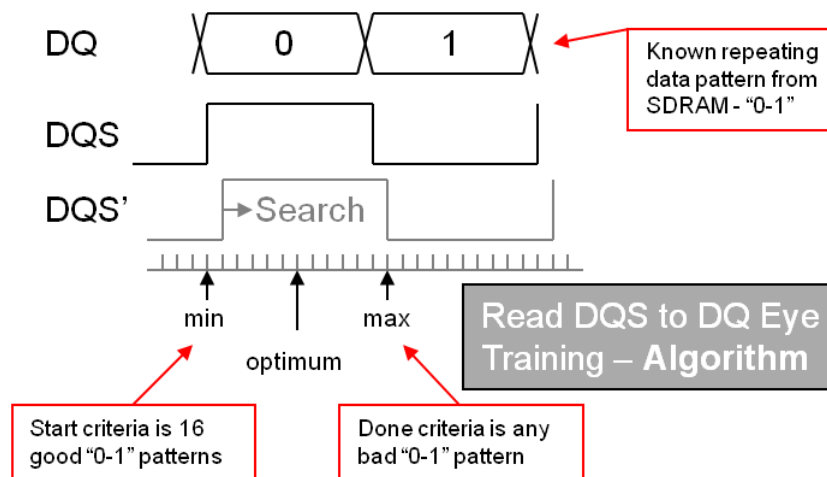 DQ
0
1
Known repeating
data pattern from
SDRAM - “0-1”
DQS
DQS’
Search
min
max
optimum
Read DQS to DQ Eye
Training – Algorithm
Start criteria is 16
good “0-1” patterns
Done criteria is any
bad “0-1” pattern